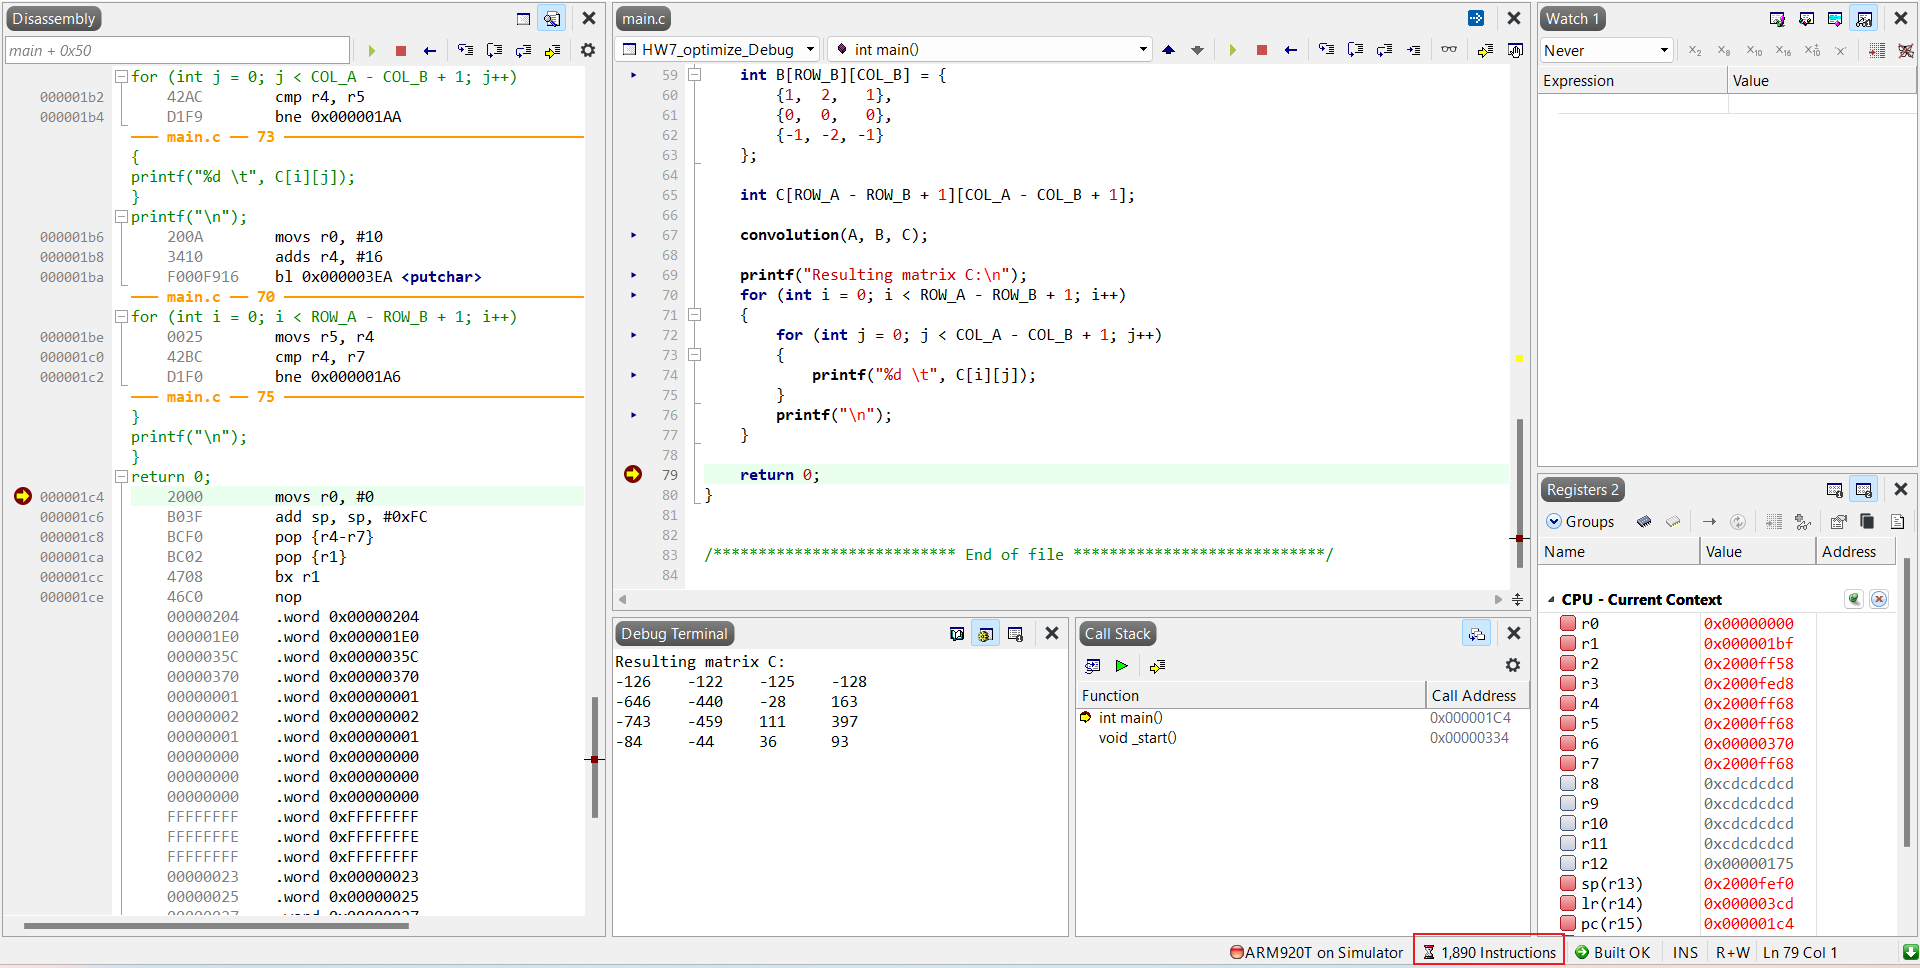 Disassembly
main + 0x50
for (int j = 0; j < COL_A - COL_B + 1; j++)
000001b2 42AC cmp r4, r5
000001b4 D1F9 bne 0x000001AA
main.c — 73
{
printf("%d \t", C[i][j]);
}
printf("\n");
000001b6 200A movs r0, #10
000001b8 3410 adds r4, #16
000001ba F000F916 bl 0x000003EA <putchar>
main.c — 70
for (int i = 0; i < ROW_A - ROW_B + 1; i++)
000001be 0025 movs r5, r4
000001c0 42BC cmp r4, r7
000001c2 D1F0 bne 0x000001A6
main.c — 75
}
printf("\n");
}
return 0;
000001c4 2000 movs r0, #0
000001c6 B03F add sp, sp, #0xFC
000001c8 BCF0 pop {r4-r7}
000001ca BC02 pop {r1}
000001cc 4708 bx r1
000001ce 46C0 nop
00000204 .word 0x00000204
000001E0 .word 0x000001E0
0000035C .word 0x0000035C
00000370 .word 0x00000370
00000001 .word 0x00000001
00000002 .word 0x00000002
00000001 .word 0x00000001
00000000 .word 0x00000000
00000000 .word 0x00000000
00000000 .word 0x00000000
FFFFFFFF .word 0xFFFFFFFF
FFFFFFFE .word 0xFFFFFFFE
FFFFFFFF .word 0xFFFFFFFF
00000023 .word 0x00000023
00000025 .word 0x00000025
main.c
HW7_optimize_Debug
int main()
59 int B[ROW_B][COL_B] = {
60 {1, 2, 1},
61 {0, 0, 0},
62 {-1, -2, -1}
63 };
64
65 int C[ROW_A - ROW_B + 1][COL_A - COL_B + 1];
66
67 convolution(A, B, C);
68
69 printf("Resulting matrix C:\n");
70 for (int i = 0; i < ROW_A - ROW_B + 1; i++)
71 {
72 for (int j = 0; j < COL_A - COL_B + 1; j++)
73 {
74 printf("%d \t", C[i][j]);
75 }
76 printf("\n");
77 }
78
79 return 0;
80 }
81
82
83 /*************************** End of file ****************************/
84
Debug Terminal
Resulting matrix C:
-126 -122 -125 -128
-646 -440 -28 163
-743 -459 111 397
-84 -44 36 93
Call Stack
Function Call Address
int main() 0x000001C4
void _start() 0x00000334
Watch 1
Never
x2 x8 x10 x16 x±10 'x'
Expression Value
Registers 2
Groups
Name Value Address
CPU - Current Context
r0 0x00000000
r1 0x000001bf
r2 0x2000ff58
r3 0x2000fed8
r4 0x2000ff68
r5 0x2000ff68
r6 0x00000370
r7 0x2000ff68
r8 0xcdcdcdcd
r9 0xcdcdcdcd
r10 0xcdcdcdcd
r11 0xcdcdcdcd
r12 0x00000175
sp(r13) 0x2000fef0
lr(r14) 0x000003cd
pc(r15) 0x000001c4
ARM920T on Simulator
1,890 Instructions
Built OK
INS
R+W
Ln 79 Col 1